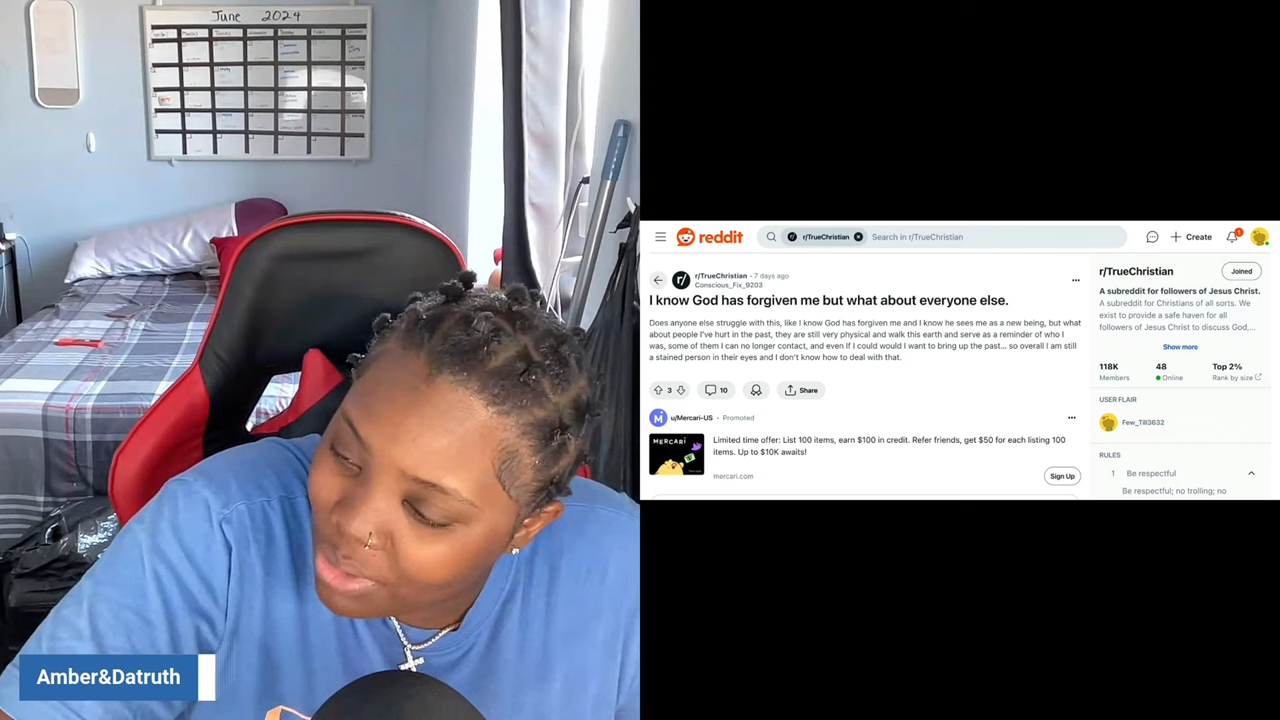 June 2024
reddit
r/TrueChristian
Search in r/TrueChristian
Create
r/TrueChristian • 7 days ago
Conscious_Fix_9203
I know God has forgiven me but what about everyone else.
Does anyone else struggle with this, like I know God has forgiven me and I know he sees me as a new being, but what
about people I've hurt in the past, they are still very physical and walk this earth and serve as a reminder of who I
was, some of them I can no longer contact, and even If I could would I want to bring up the past... so overall I am still
a stained person in their eyes and I don't know how to deal with that.
3
10
Share
u/Mercari-US • Promoted
MERCARI
Limited time offer: List 100 items, earn $100 in credit. Refer friends, get $50 for each listing 100
items. Up to $10K awaits!
mercari.com
Sign Up
r/TrueChristian
Joined
A subreddit for followers of Jesus Christ.
A subreddit for Christians of all sorts. We
exist to provide a safe haven for all
followers of Jesus Christ to discuss God,...
Show more
118K 48 Top 2%
Members Online Rank by size
USER FLAIR
Few_Till3632
RULES
1 Be respectful
Be respectful; no trolling; no
Amber&Datruth